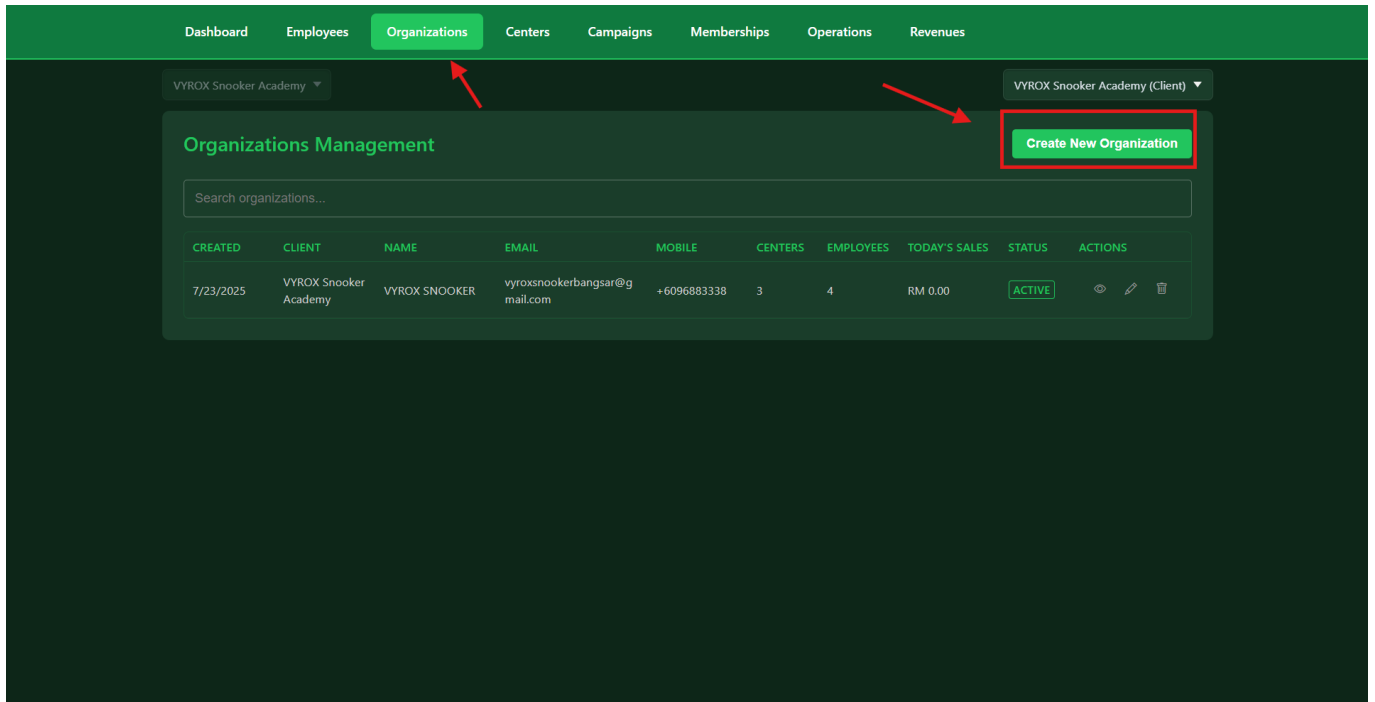 Dashboard Employees Organizations Centers Campaigns Memberships Operations Revenues
VYROX Snooker Academy VYROX Snooker Academy (Client)
Organizations Management Create New Organization
Search organizations...
CREATED CLIENT NAME EMAIL MOBILE CENTERS EMPLOYEES TODAY'S SALES STATUS ACTIONS
7/23/2025 VYROX Snooker Academy VYROX SNOOKER vyroxsnookerbangsar@gmail.com +6096883338 3 4 RM 0.00 ACTIVE